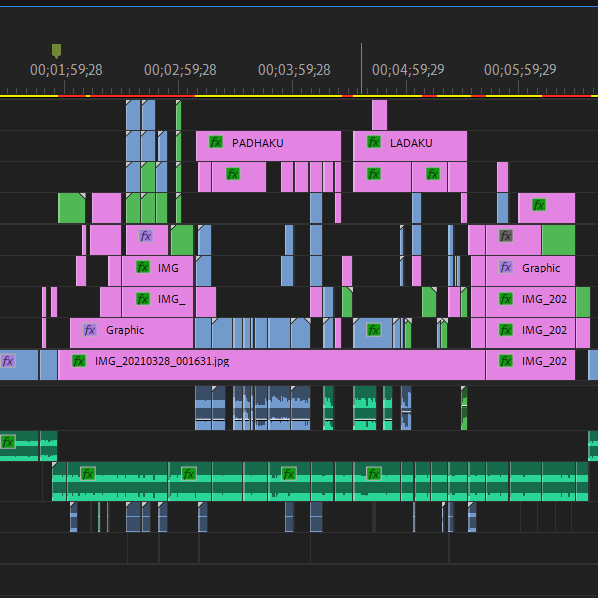 00;01;59;28 00;02;59;28 00;03;59;28 00;04;59;29 00;05;59;29
fx PADHAKU fx LADAKU
fx fx fx
fx
fx fx
fx IMG fx Graphic
fx IMG_ fx IMG_202
fx Graphic fx fx IMG_202
fx fx IMG_20210328_001631.jpg fx IMG_202
fx
fx fx fx fx